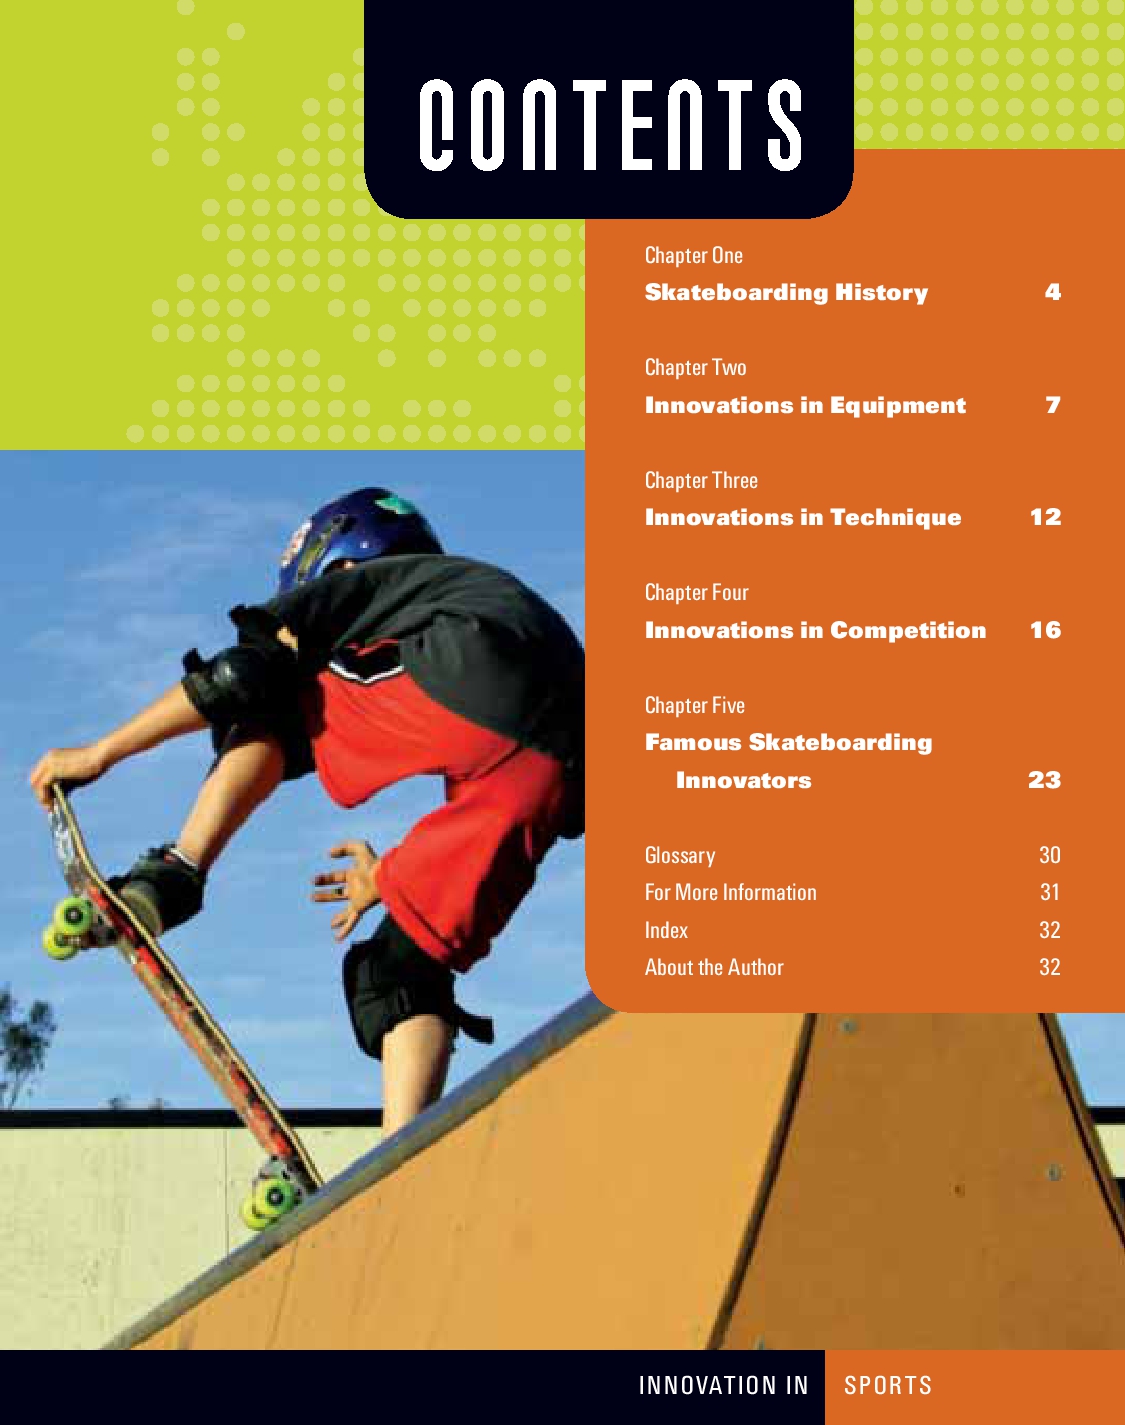 CONTENTS
Chapter One
Skateboarding History 4
Chapter Two
Innovations in Equipment 7
Chapter Three
Innovations in Technique 12
Chapter Four
Innovations in Competition 16
Chapter Five
Famous Skateboarding
Innovators 23
Glossary 30
For More Information 31
Index 32
About the Author 32
INNOVATION IN SPORTS